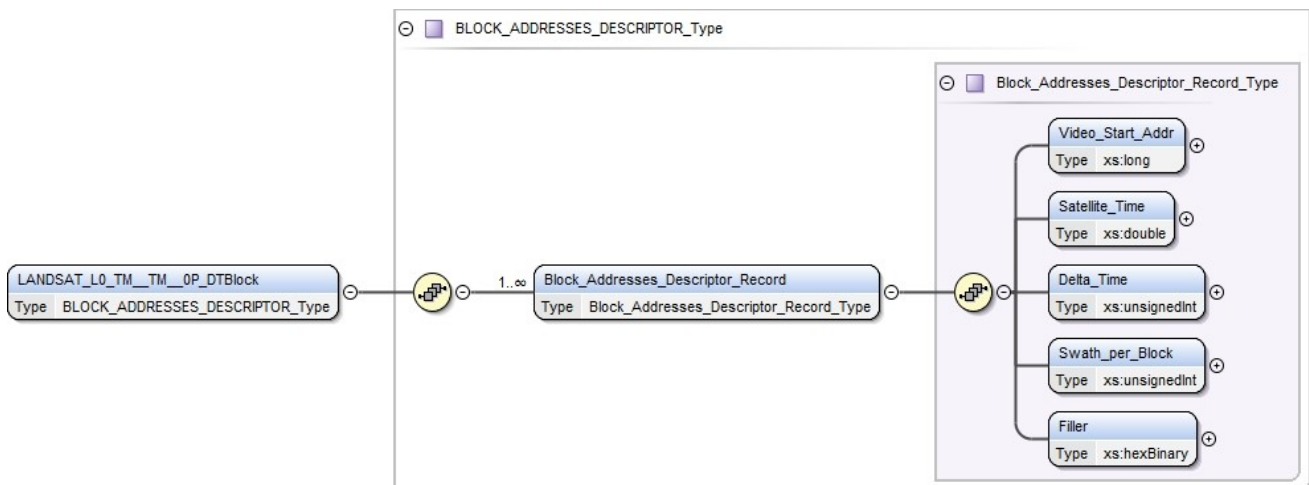 BLOCK_ADDRESSES_DESCRIPTOR_Type
Block_Addresses_Descriptor_Record_Type
Video_Start_Addr
Type xs:long
Satellite_Time
Type xs:double
LANDSAT_L0_TM__TM__0P_DTBlock
Type BLOCK_ADDRESSES_DESCRIPTOR_Type
1..∞
Block_Addresses_Descriptor_Record
Type Block_Addresses_Descriptor_Record_Type
Delta_Time
Type xs:unsignedInt
Swath_per_Block
Type xs:unsignedInt
Filler
Type xs:hexBinary